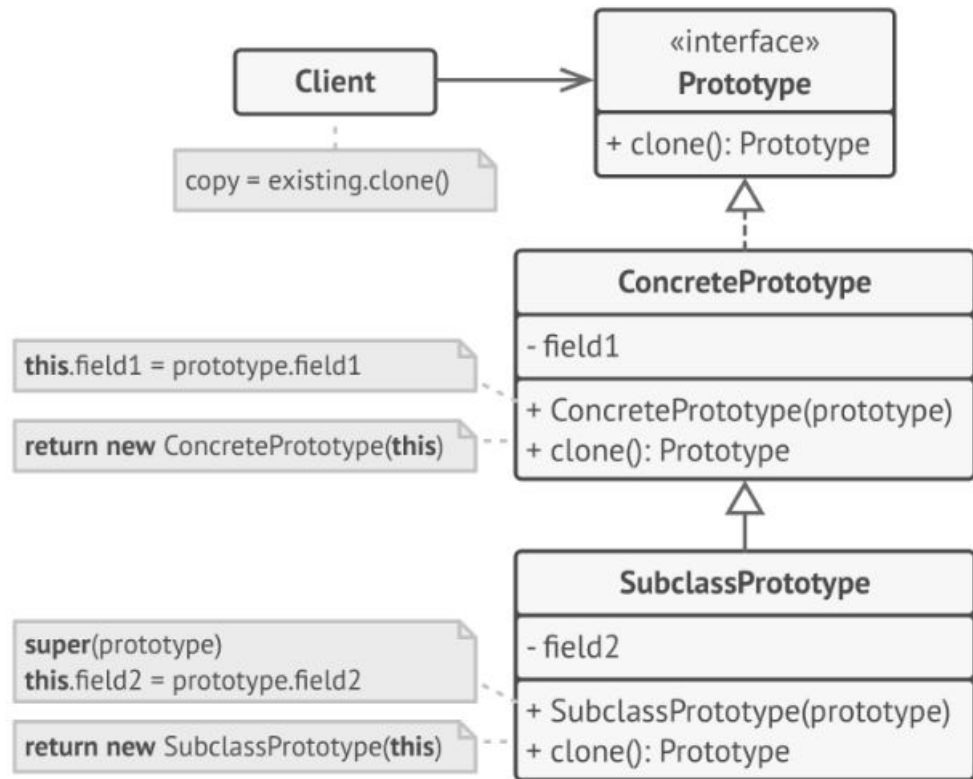 «interface»
Prototype
+ clone(): Prototype
Client
copy = existing.clone()
ConcretePrototype
- field1
+ ConcretePrototype(prototype)
+ clone(): Prototype
this.field1 = prototype.field1
return new ConcretePrototype(this)
SubclassPrototype
- field2
+ SubclassPrototype(prototype)
+ clone(): Prototype
super(prototype)
this.field2 = prototype.field2
return new SubclassPrototype(this)